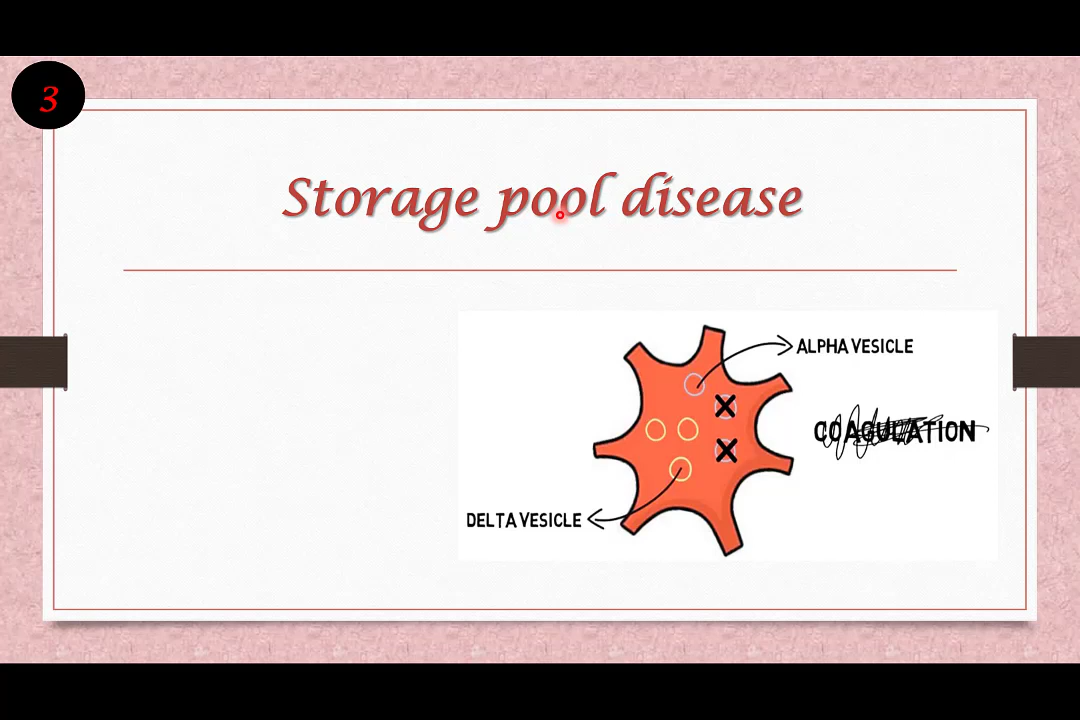 3
Storage pool disease
ALPHA VESICLE
COAGULATION
DELTA VESICLE